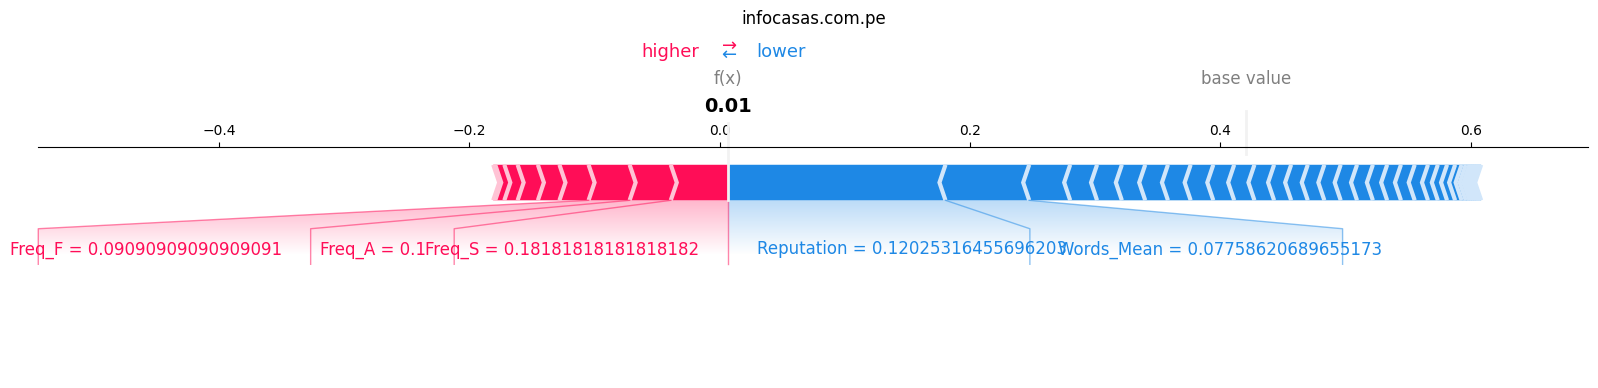 infocasas.com.pe
higher ⇄ lower
f(x) base value
0.01
−0.4 −0.2 0.0 0.2 0.4 0.6
Freq_F = 0.09090909090909091 Freq_A = 0.1 Freq_S = 0.18181818181818182 Reputation = 0.12025316455696203 Words_Mean = 0.07758620689655173